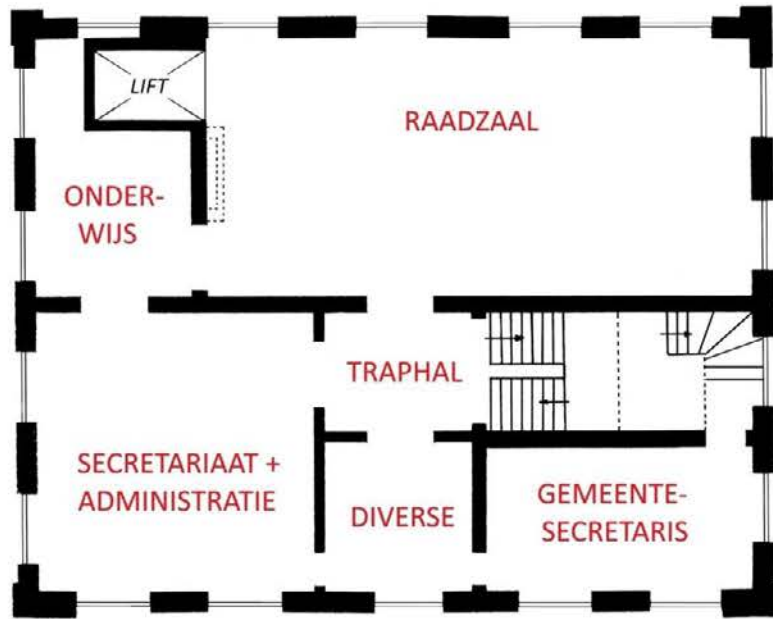 LIFT
RAADZAAL
ONDER-
WIJS
TRAPHAL
SECRETARIAAT +
ADMINISTRATIE
DIVERSE
GEMEENTE-
SECRETARIS